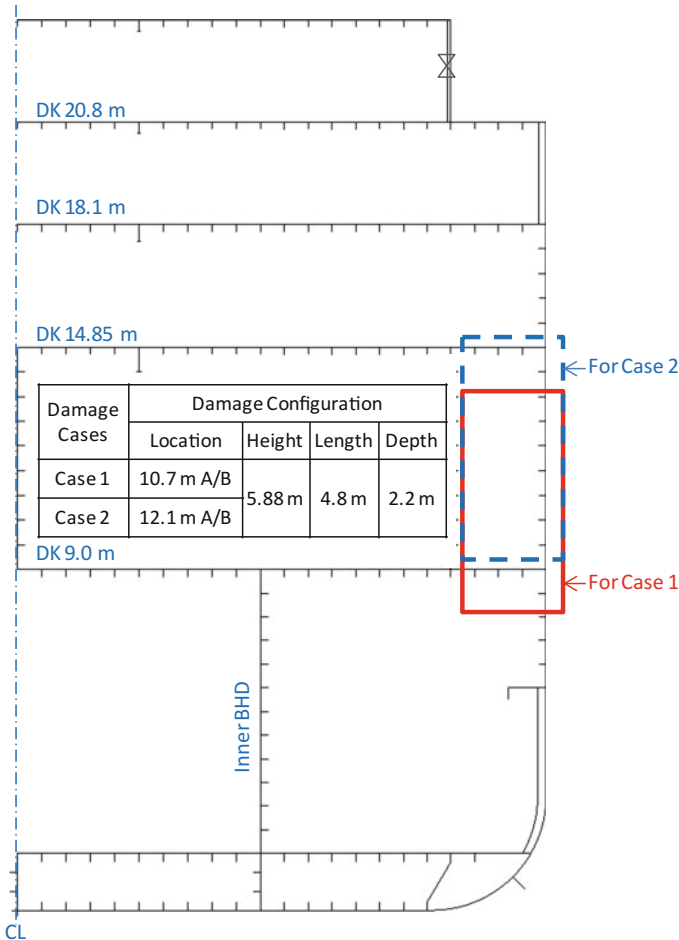 DK 20.8 m
DK 18.1 m
DK 14.85 m
For Case 2
Damage Cases
Damage Configuration
Location Height Length Depth
Case 1 10.7 m A/B 5.88 m 4.8 m 2.2 m
Case 2 12.1 m A/B
DK 9.0 m
For Case 1
Inner BHD
CL